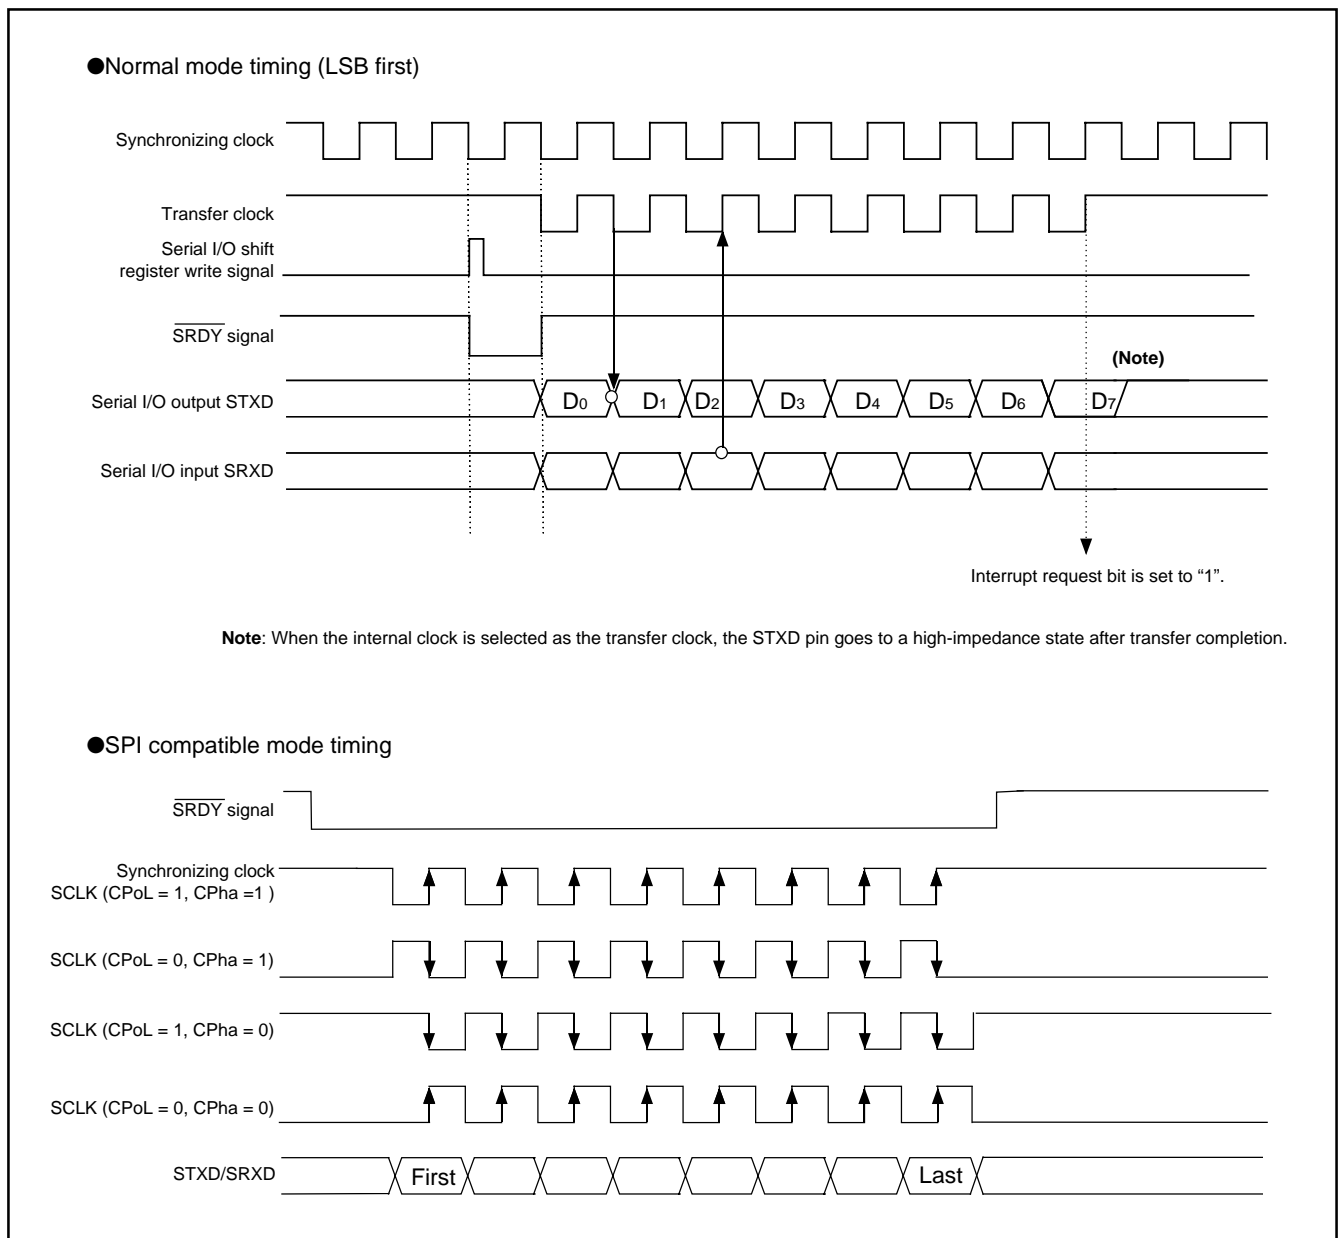 ●Normal mode timing (LSB first)
Synchronizing clock
Transfer clock
Serial I/O shift
register write signal
SRDY signal
(Note)
Serial I/O output STXD
D0 D1 D2 D3 D4 D5 D6 D7
Serial I/O input SRXD
Interrupt request bit is set to “1”.
Note: When the internal clock is selected as the transfer clock, the STXD pin goes to a high-impedance state after transfer completion.
●SPI compatible mode timing
SRDY signal
Synchronizing clock
SCLK (CPoL = 1, CPha =1 )
SCLK (CPoL = 0, CPha = 1)
SCLK (CPoL = 1, CPha = 0)
SCLK (CPoL = 0, CPha = 0)
STXD/SRXD
First
Last